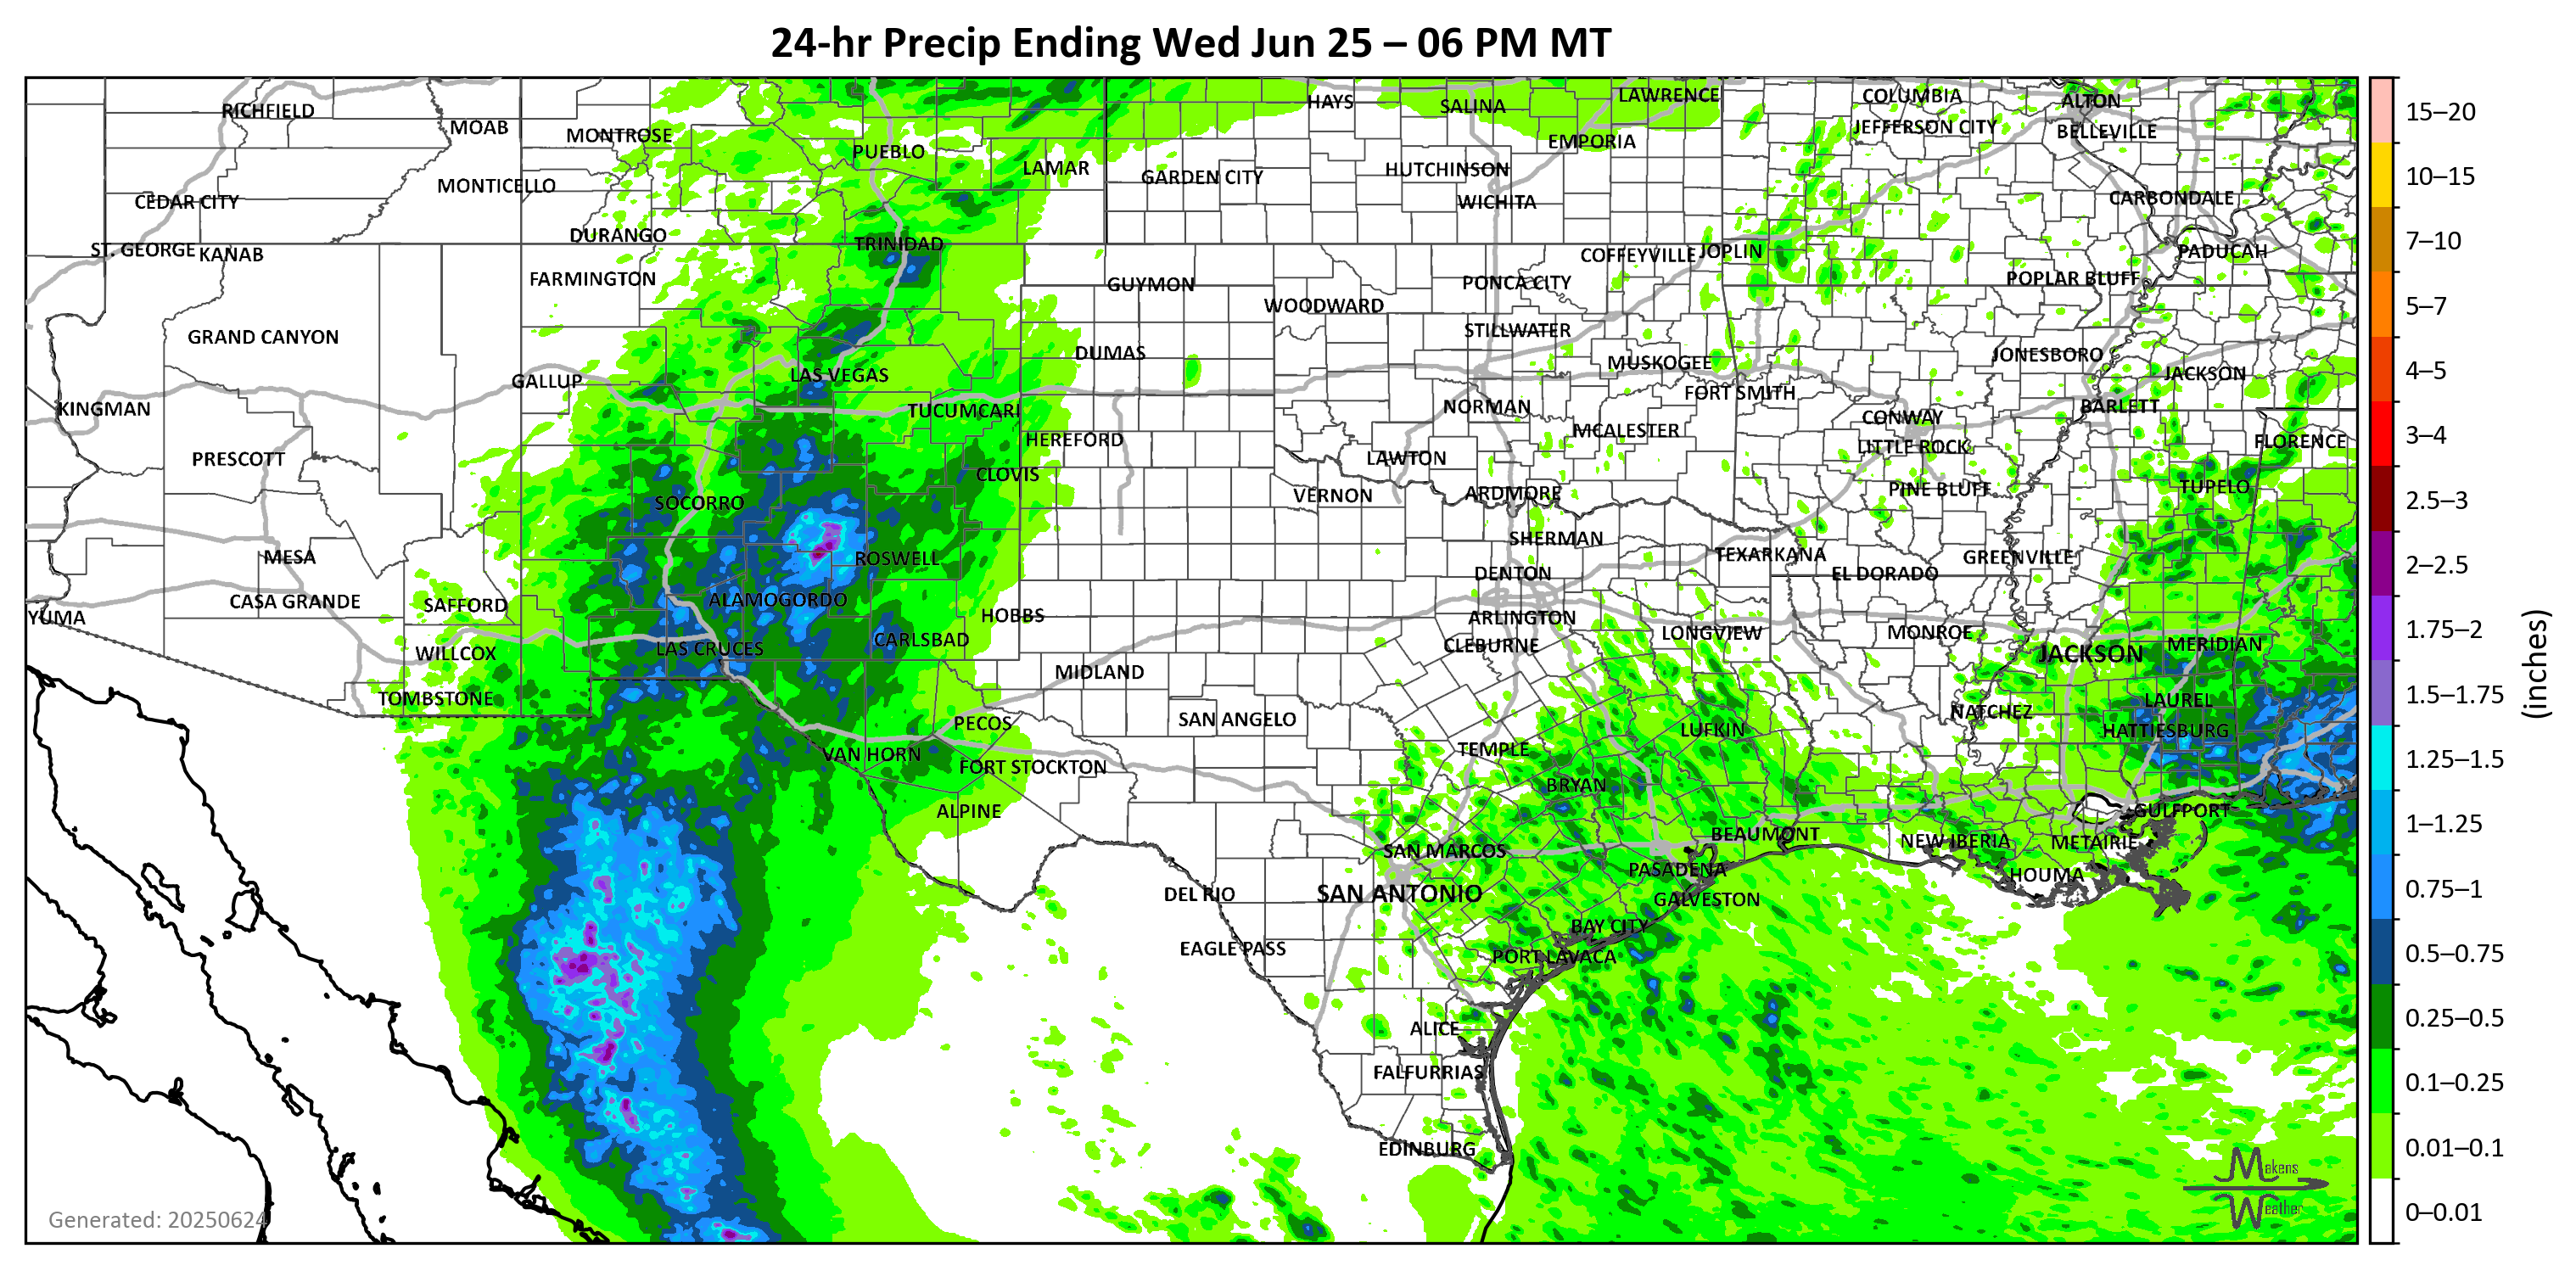 24-hr Precip Ending Wed Jun 25 – 06 PM MT
RICHFIELD
MOAB
MONTROSE
PUEBLO
LAMAR
HAYS
SALINA
LAWRENCE
EMPORIA
COLUMBIA
JEFFERSON CITY
ALTON
BELLEVILLE
CEDAR CITY
MONTICELLO
GARDEN CITY
HUTCHINSON
WICHITA
CARBONDALE
ST. GEORGE
KANAB
DURANGO
TRINIDAD
COFFEYVILLE
JOPLIN
PADUCAH
FARMINGTON
GUYMON
WOODWARD
PONCA CITY
POPLAR BLUFF
GRAND CANYON
DUMAS
STILLWATER
MUSKOGEE
JONESBORO
GALLUP
LAS VEGAS
FORT SMITH
JACKSON
KINGMAN
TUCUMCARI
NORMAN
CONWAY
BARLETT
PRESCOTT
HEREFORD
MCALESTER
LITTLE ROCK
FLORENCE
CLOVIS
LAWTON
SOCORRO
VERNON
ARDMORE
PINE BLUFF
TUPELO
MESA
ROSWELL
SHERMAN
TEXARKANA
GREENVILLE
DENTON
EL DORADO
YUMA
CASA GRANDE
SAFFORD
ALAMOGORDO
HOBBS
ARLINGTON
WILLCOX
LAS CRUCES
CARLSBAD
CLEBURNE
LONGVIEW
MONROE
JACKSON
MERIDIAN
TOMBSTONE
MIDLAND
LAUREL
PECOS
SAN ANGELO
LUFKIN
NATCHEZ
HATTIESBURG
VAN HORN
FORT STOCKTON
TEMPLE
BRYAN
ALPINE
GULFPORT
SAN MARCOS
BEAUMONT
NEW IBERIA
METAIRIE
PASADENA
HOUMA
DEL RIO
SAN ANTONIO
GALVESTON
EAGLE PASS
BAY CITY
PORT LAVACA
ALICE
FALFURRIAS
EDINBURG
15–20
10–15
7–10
5–7
4–5
3–4
2.5–3
2–2.5
1.75–2
1.5–1.75
1.25–1.5
1–1.25
0.75–1
0.5–0.75
0.25–0.5
0.1–0.25
0.01–0.1
0–0.01
(inches)
Generated: 20250624
Makens
Weather